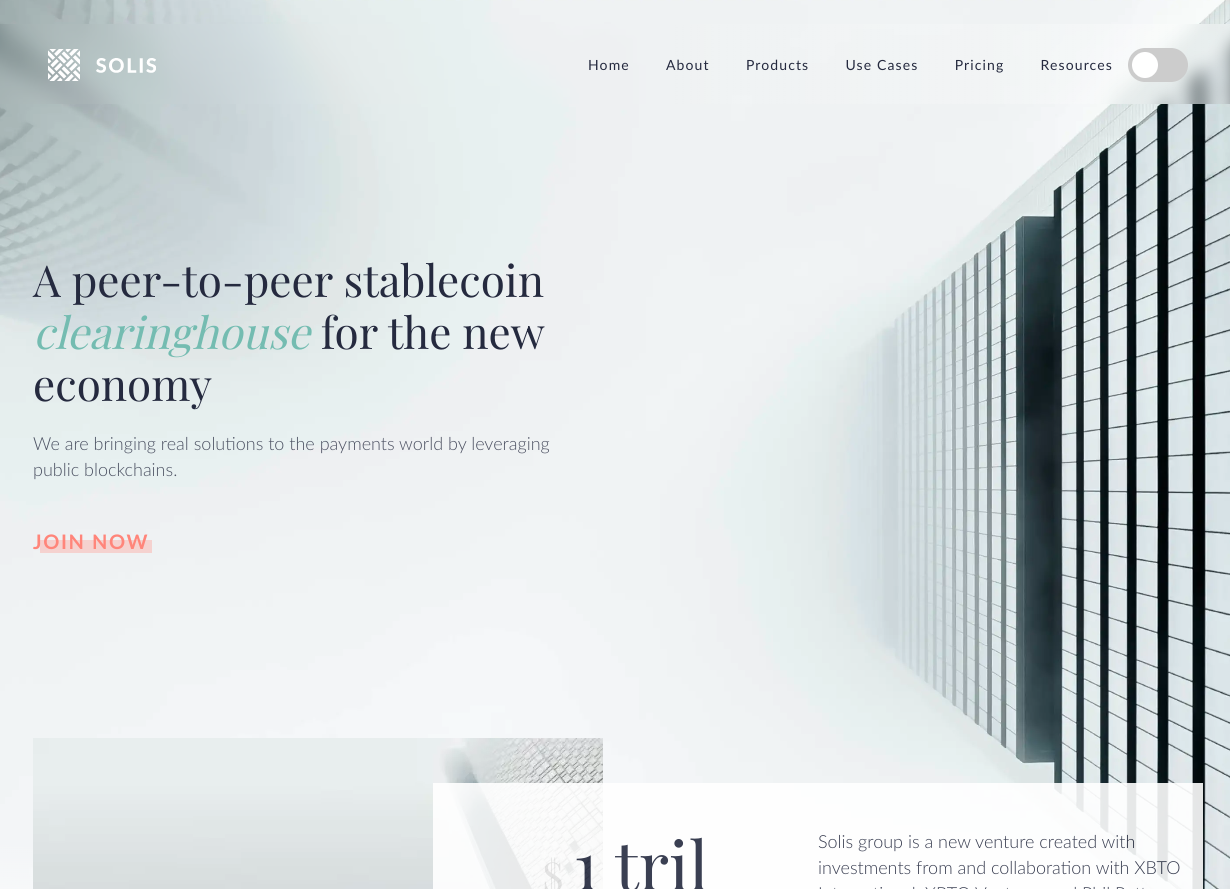 SOLIS
Home About Products Use Cases Pricing Resources
A peer-to-peer stablecoin
clearinghouse for the new
economy
We are bringing real solutions to the payments world by leveraging
public blockchains.
JOIN NOW
$ 1 tril
Solis group is a new venture created with
investments from and collaboration with XBTO